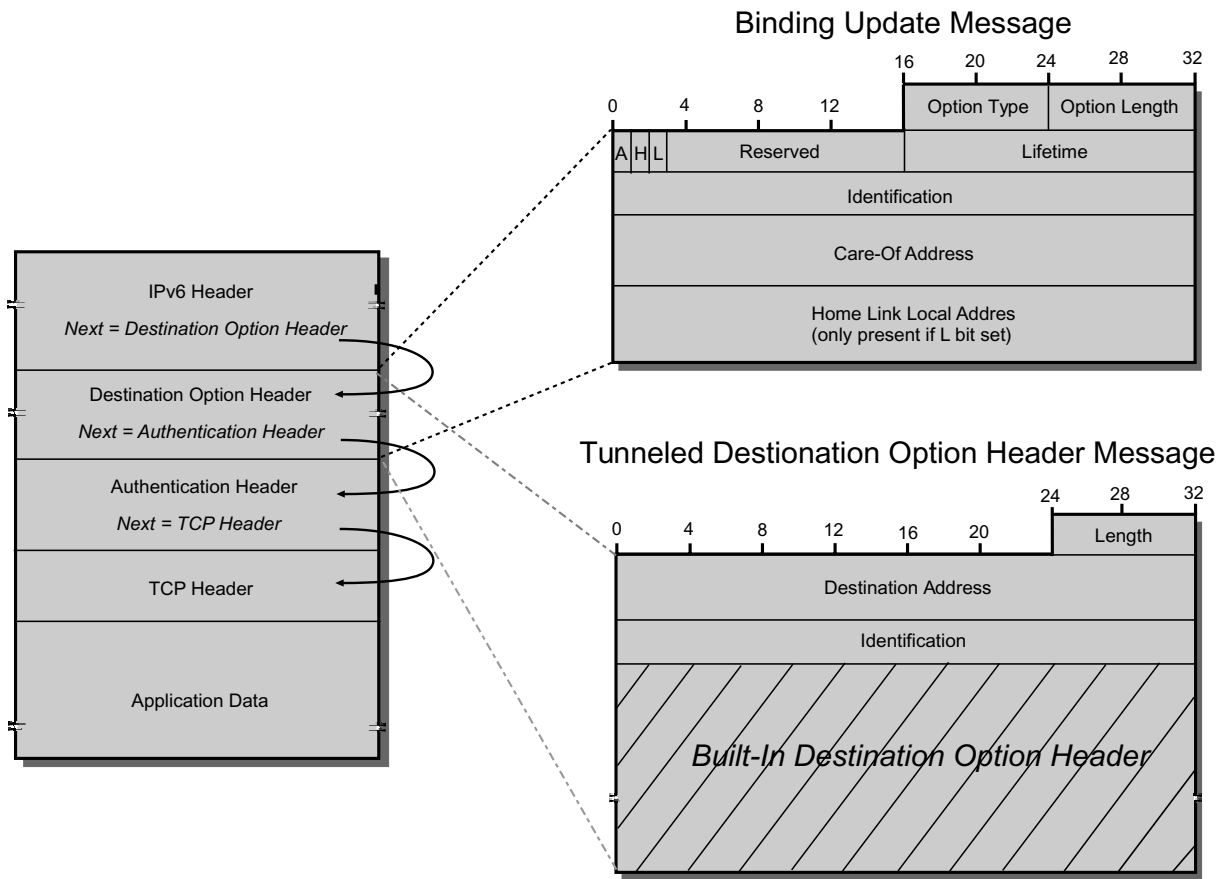 Binding Update Message
16 20 24 28 32
Option Type Option Length
0 4 8 12
A H L Reserved Lifetime
Identification
Care-Of Address
Home Link Local Addres
(only present if L bit set)
IPv6 Header
Next = Destination Option Header
Destination Option Header
Next = Authentication Header
Authentication Header
Next = TCP Header
TCP Header
Application Data
Tunneled Destionation Option Header Message
24 28 32
Length
0 4 8 12 16 20
Destination Address
Identification
Built-In Destination Option Header